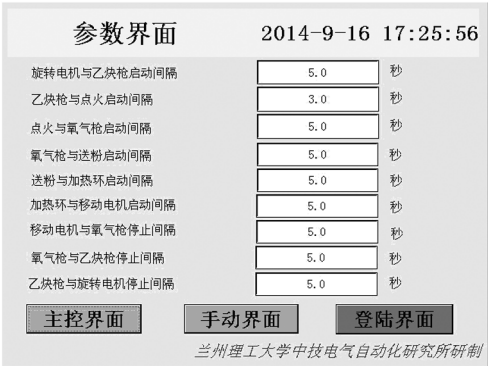 参数界面 2014-9-16 17:25:56
旋转电机与乙炔枪启动间隔 5.0 秒
乙炔枪与点火启动间隔 3.0 秒
点火与氧气枪启动间隔 5.0 秒
氧气枪与送粉启动间隔 5.0 秒
送粉与加热环启动间隔 5.0 秒
加热环与移动电机启动间隔 5.0 秒
移动电机与氧气枪停止间隔 5.0 秒
氧气枪与乙炔枪停止间隔 5.0 秒
乙炔枪与旋转电机停止间隔 5.0 秒
主控界面 手动界面 登陆界面
兰州理工大学中技电气自动化研究所研制